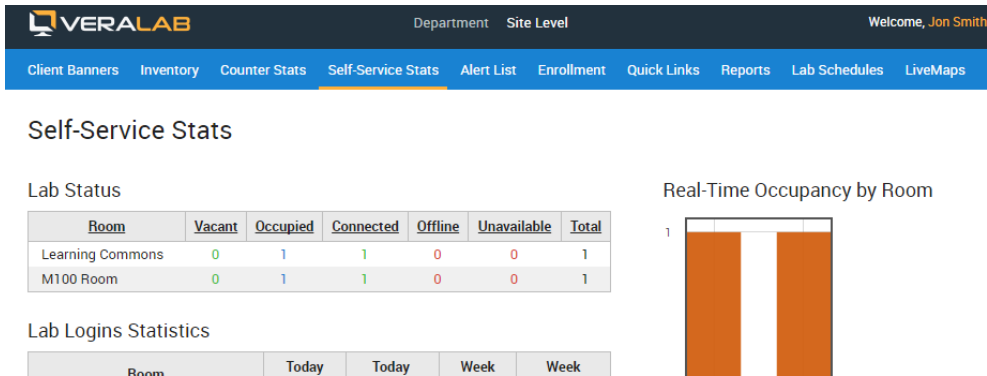 VERALAB Department Site Level Welcome, Jon Smith
Client Banners Inventory Counter Stats Self-Service Stats Alert List Enrollment Quick Links Reports Lab Schedules LiveMaps
Self-Service Stats
Lab Status
Room Vacant Occupied Connected Offline Unavailable Total
Learning Commons 0 1 1 0 0 1
M100 Room 0 1 1 0 0 1
Lab Logins Statistics
Room Today Today Week Week
Real-Time Occupancy by Room
1